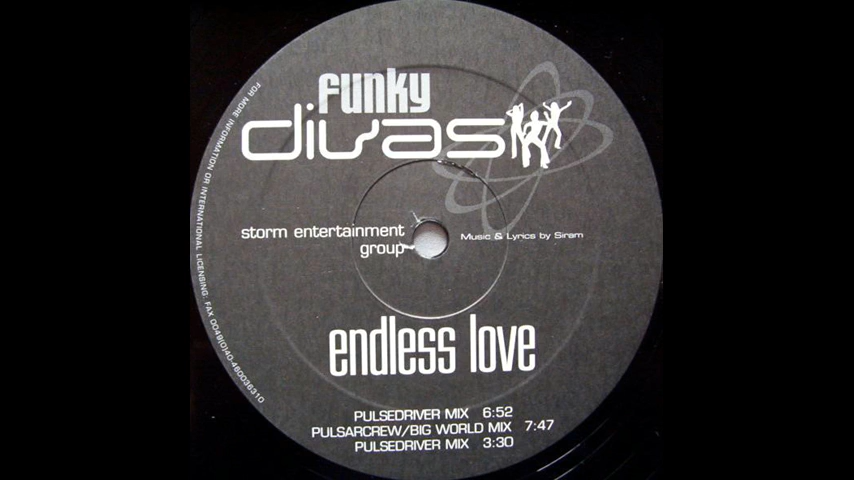 funky
divas
storm entertainment
group
Music & Lyrics by Siram
endless love
PULSEDRIVER MIX 6:52
PULSARCREW/BIG WORLD MIX 7:47
PULSEDRIVER MIX 3:30
FOR MORE INFORMATION OR INTERNATIONAL LICENSING: FAX 0049(0)40-460036310